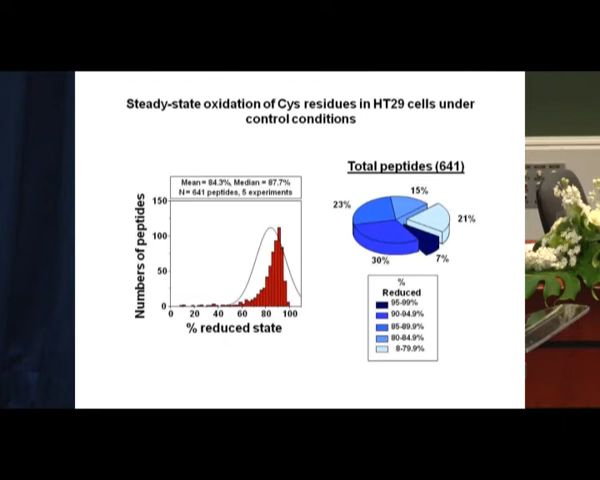 Steady-state oxidation of Cys residues in HT29 cells under
control conditions
Mean = 84.3%, Median = 87.7%
N = 641 peptides, 5 experiments
Numbers of peptides
150
100
50
0
0 20 40 60 80 100
% reduced state
Total peptides (641)
15%
23%
21%
30%
7%
%
Reduced
95-99%
90-94.9%
85-89.9%
80-84.9%
8-79.9%